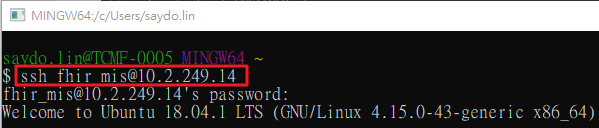 MINGW64:/c/Users/saydo.lin
saydo.lin@TCMF-0005 MINGW64 ~
$ ssh fhir_mis@10.2.249.14
fhir_mis@10.2.249.14's password:
Welcome to Ubuntu 18.04.1 LTS (GNU/Linux 4.15.0-43-generic x86_64)